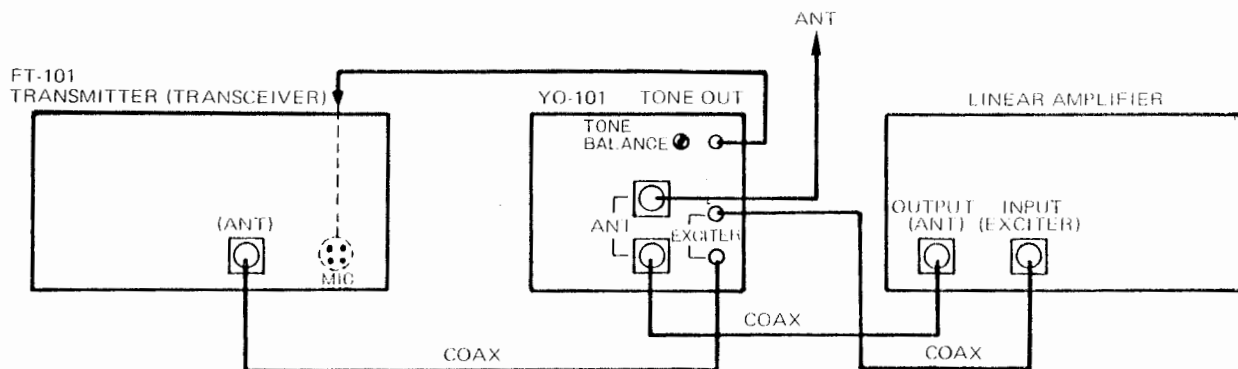 ANT
FT-101
TRANSMITTER (TRANSCEIVER)
YO-101 TONE OUT
LINEAR AMPLIFIER
TONE
BALANCE
(ANT)
MIC
ANT
EXCITER
OUTPUT
(ANT)
INPUT
(EXCITER)
COAX
COAX
COAX